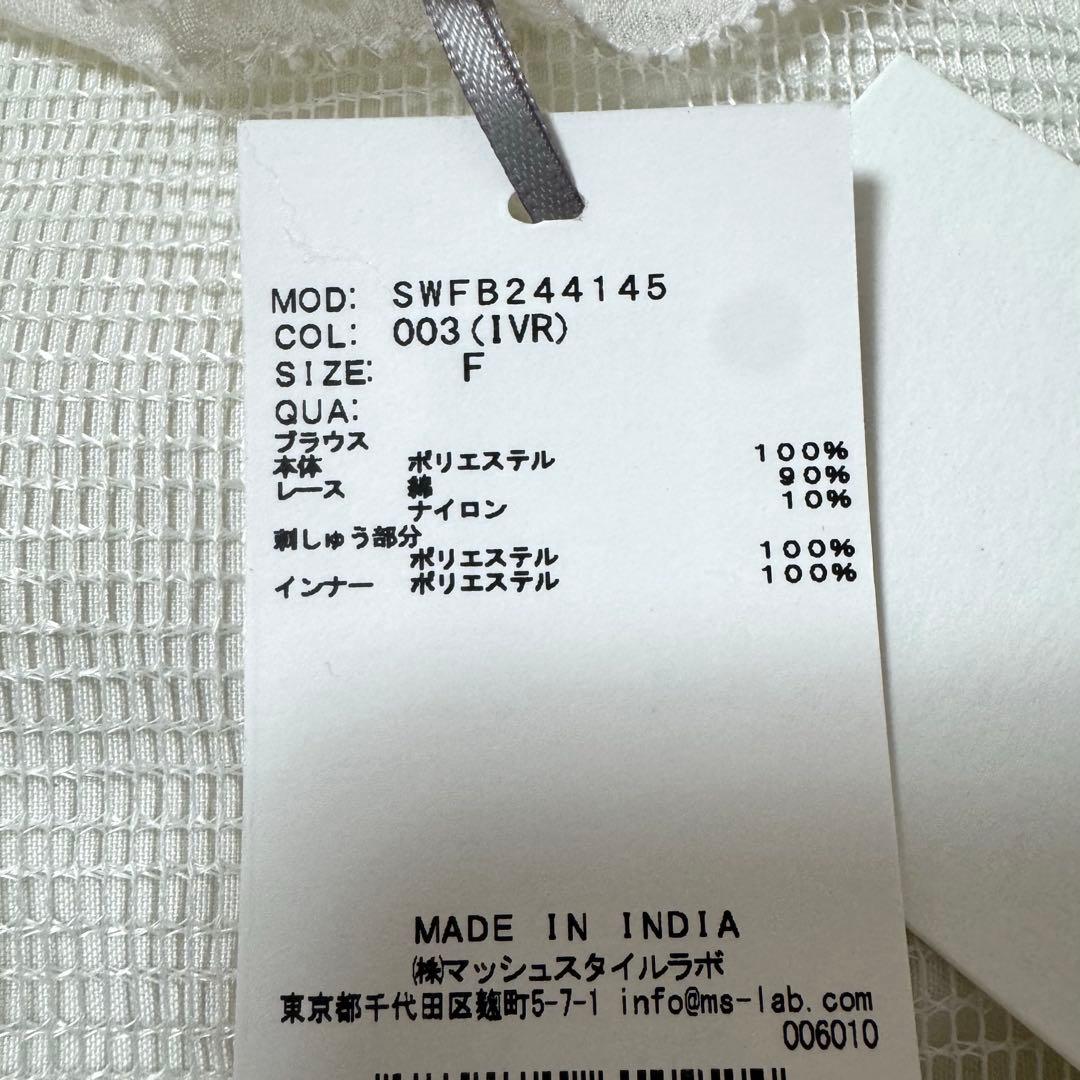 MOD: SWFB244145
COL: 003(IVR)
SIZE: F
QUA:
ブラウス
本体 ポリエステル 100%
レース 綿 90%
ナイロン 10%
刺しゅう部分
ポリエステル 100%
インナー ポリエステル 100%
MADE IN INDIA
㈱マッシュスタイルラボ
東京都千代田区麹町5-7-1 info@ms-lab.com
006010